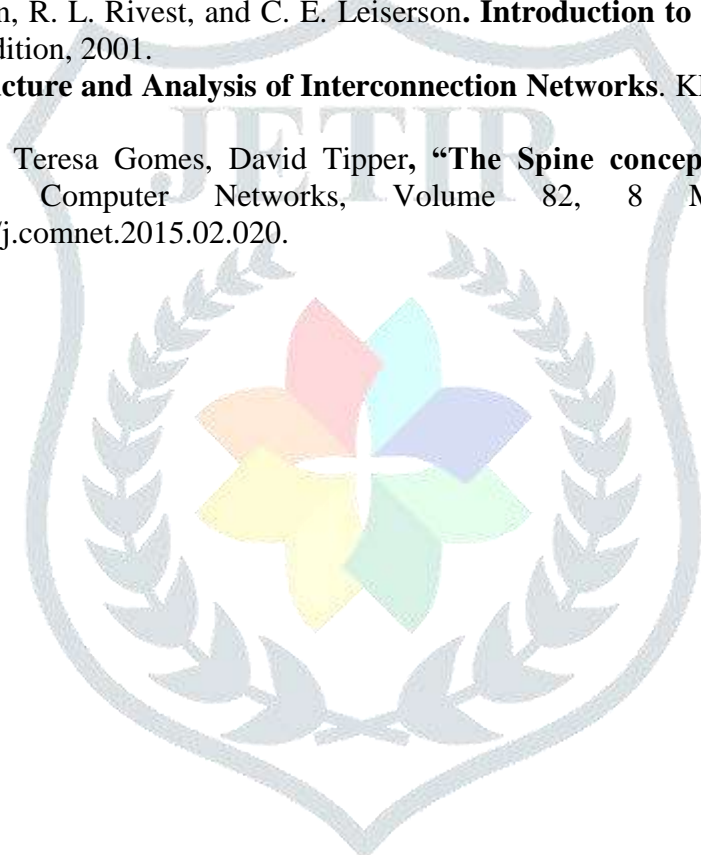 n, R. L. Rivest, and C. E. Leiserson. Introduction to
dition, 2001.
cture and Analysis of Interconnection Networks. Kl
Teresa Gomes, David Tipper, “The Spine concep
Computer Networks, Volume 82, 8 M
/j.comnet.2015.02.020.
JETIR